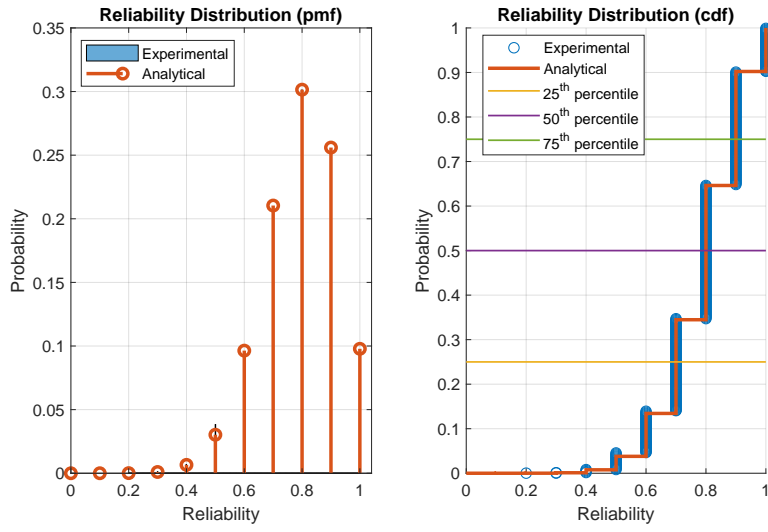 Reliability Distribution (pmf)
0.35
0.3
0.25
0.2
0.15
0.1
0.05
0
0 0.2 0.4 0.6 0.8 1
Probability
Reliability
Experimental
Analytical
Reliability Distribution (cdf)
1
0.9
0.8
0.7
0.6
0.5
0.4
0.3
0.2
0.1
0
0 0.2 0.4 0.6 0.8 1
Probability
Reliability
Experimental
Analytical
25th percentile
50th percentile
75th percentile